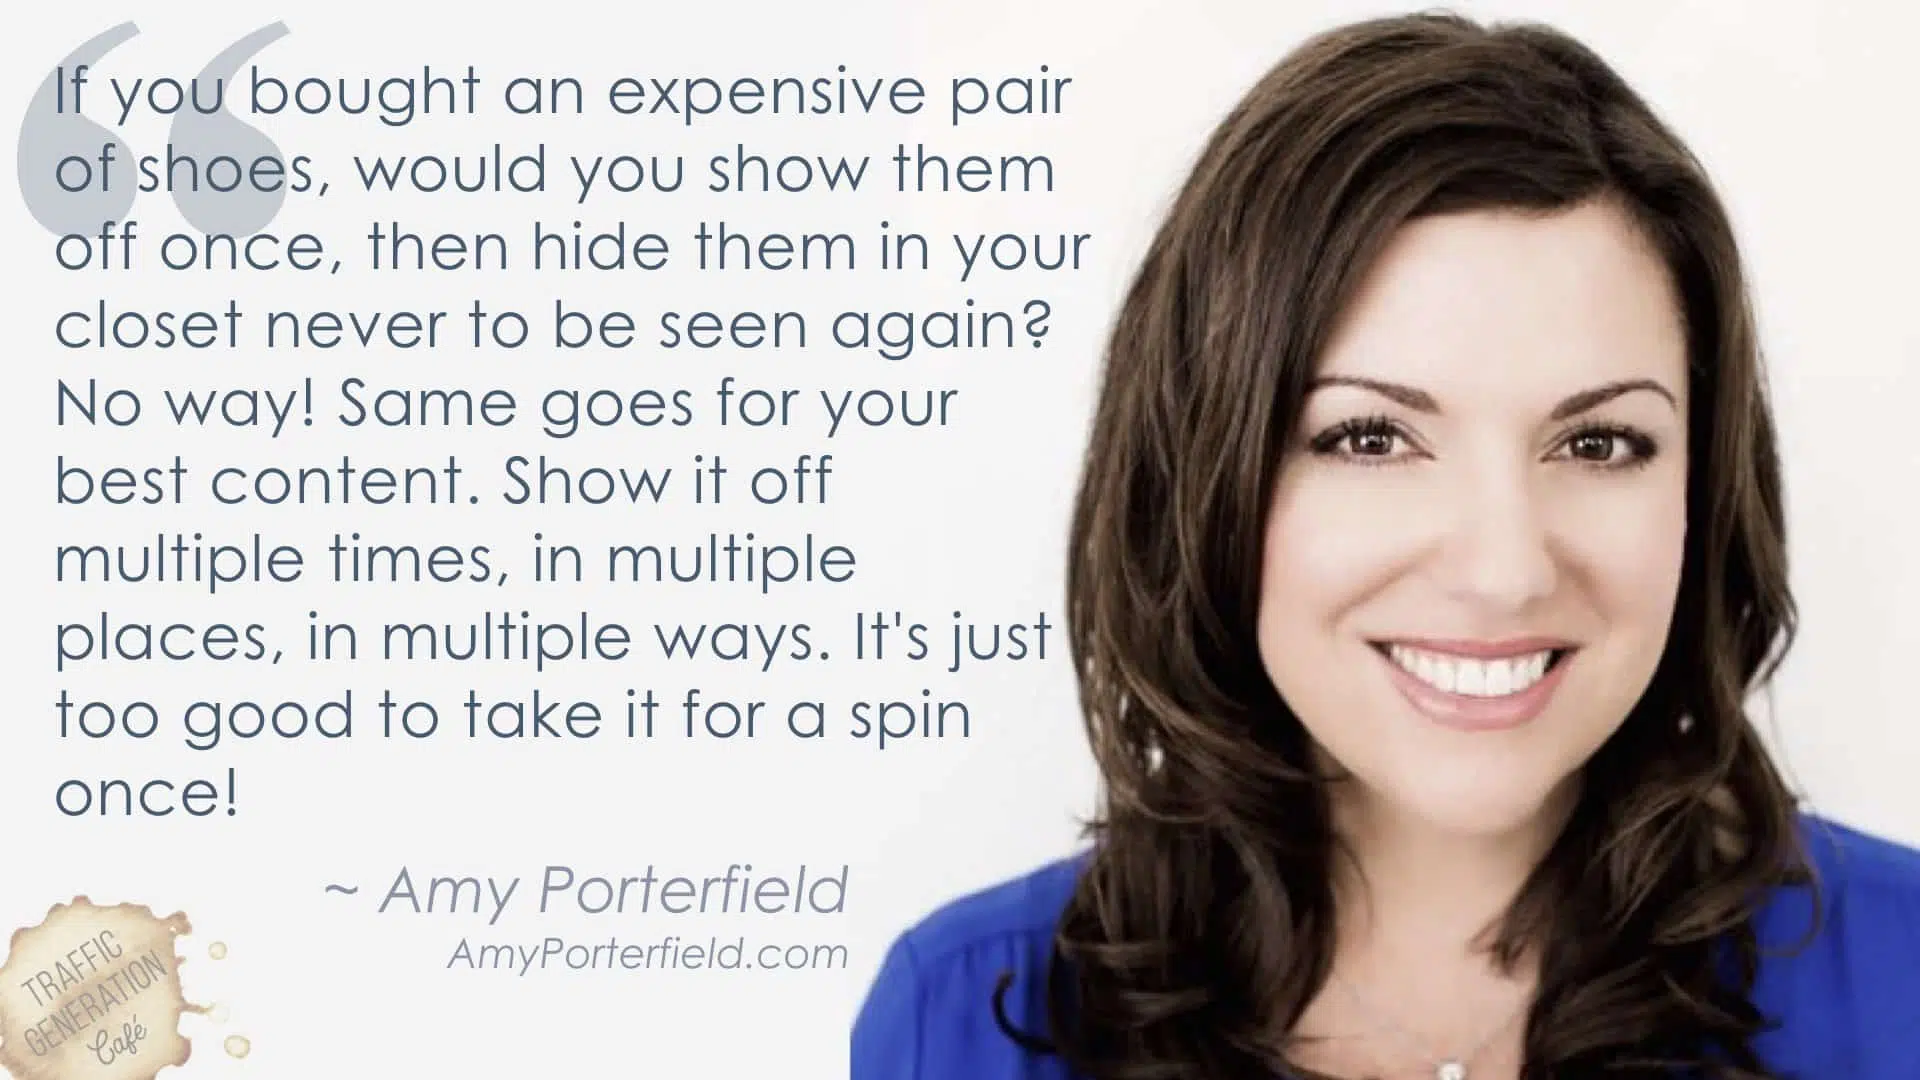 If you bought an expensive pair
of shoes, would you show them
off once, then hide them in your
closet never to be seen again?
No way! Same goes for your
best content. Show it off
multiple times, in multiple
places, in multiple ways. It's just
too good to take it for a spin
once!
~ Amy Porterfield
AmyPorterfield.com
TRAFFIC
GENERATION
Café